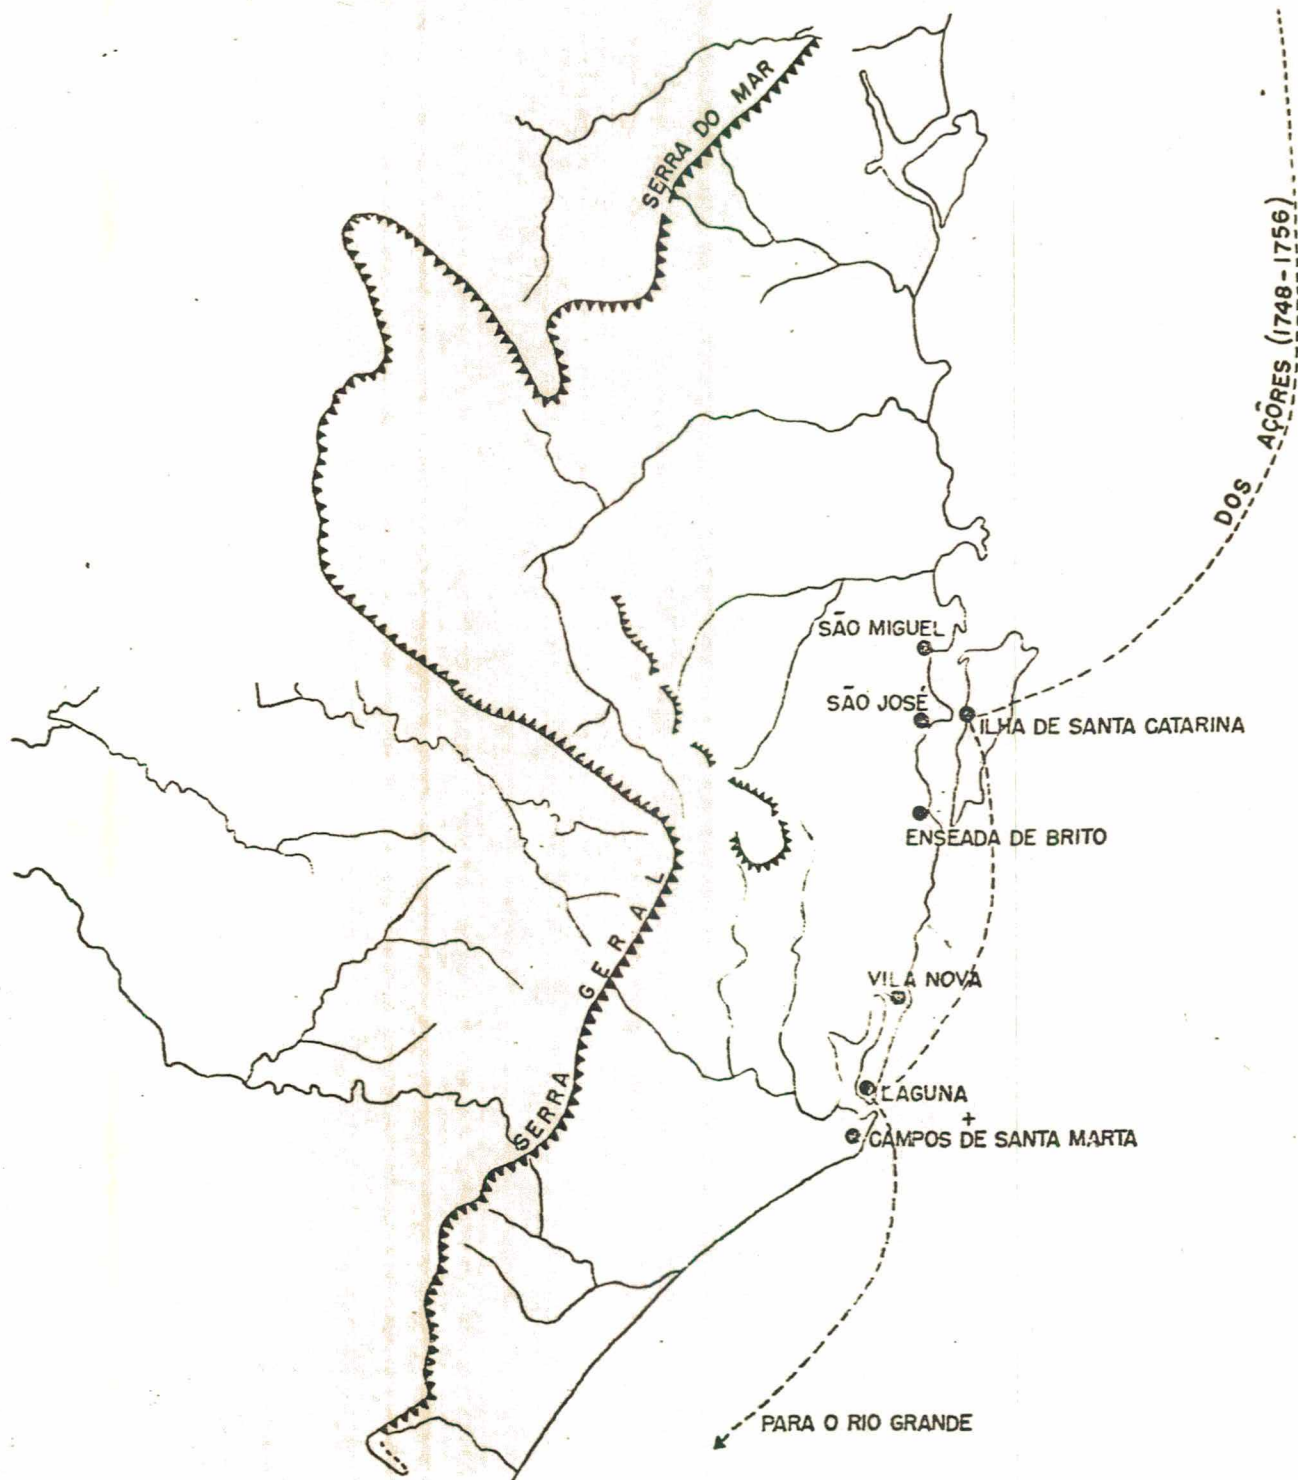 SERRA DO MAR
DOS AÇÔRES (1748-1756)
SÃO MIGUEL
SÃO JOSÉ
ILHA DE SANTA CATARINA
ENSEADA DE BRITO
SERRA GERAL
VILA NOVA
LAGUNA
+
CAMPOS DE SANTA MARTA
PARA O RIO GRANDE